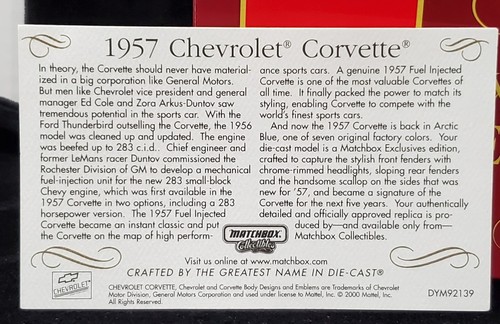 1957 Chevrolet® Corvette®
In theory, the Corvette should never have material-
ized in a big corporation like General Motors.
But men like Chevrolet vice president and general
manager Ed Cole and Zora Arkus-Duntov saw
tremendous potential in the sports car. With the
Ford Thunderbird outselling the Corvette, the 1956
model was cleaned up and updated. The engine
was beefed up to 283 c.i.d.. Chief engineer and
former LeMans racer Duntov commissioned the
Rochester Division of GM to develop a mechanical
fuel-injection unit for the new 283 small-block
Chevy engine, which was first available in the
1957 Corvette in two options, including a 283
horsepower version. The 1957 Fuel Injected
Corvette became an instant classic and put
the Corvette on the map of high perform-
ance sports cars. A genuine 1957 Fuel Injected
Corvette is one of the most valuable Corvettes of
all time. It finally packed the power to match its
styling, enabling Corvette to compete with the
world's finest sports cars.
And now the 1957 Corvette is back in Arctic
Blue, one of seven original factory colors. Your
die-cast model is a Matchbox Exclusives edition,
crafted to capture the stylish front fenders with
chrome-rimmed headlights, sloping rear fenders
and the handsome scallop on the sides that was
new for '57, and became a signature of the
Corvette for the next five years. Your authentically
detailed and officially approved replica is pro-
duced by—and available only from—
Matchbox Collectibles.
MATCHBOX
Collectibles
Visit us online at www.matchbox.com
CRAFTED BY THE GREATEST NAME IN DIE-CAST®
CHEVROLET
CHEVROLET CORVETTE, Chevrolet and Corvette Body Designs and Emblems are Trademarks of Chevrolet
Motor Division, General Motors Corporation and used under license to Mattel, Inc. © 2000 Mattel, Inc.
All Rights Reserved.
DYM92139